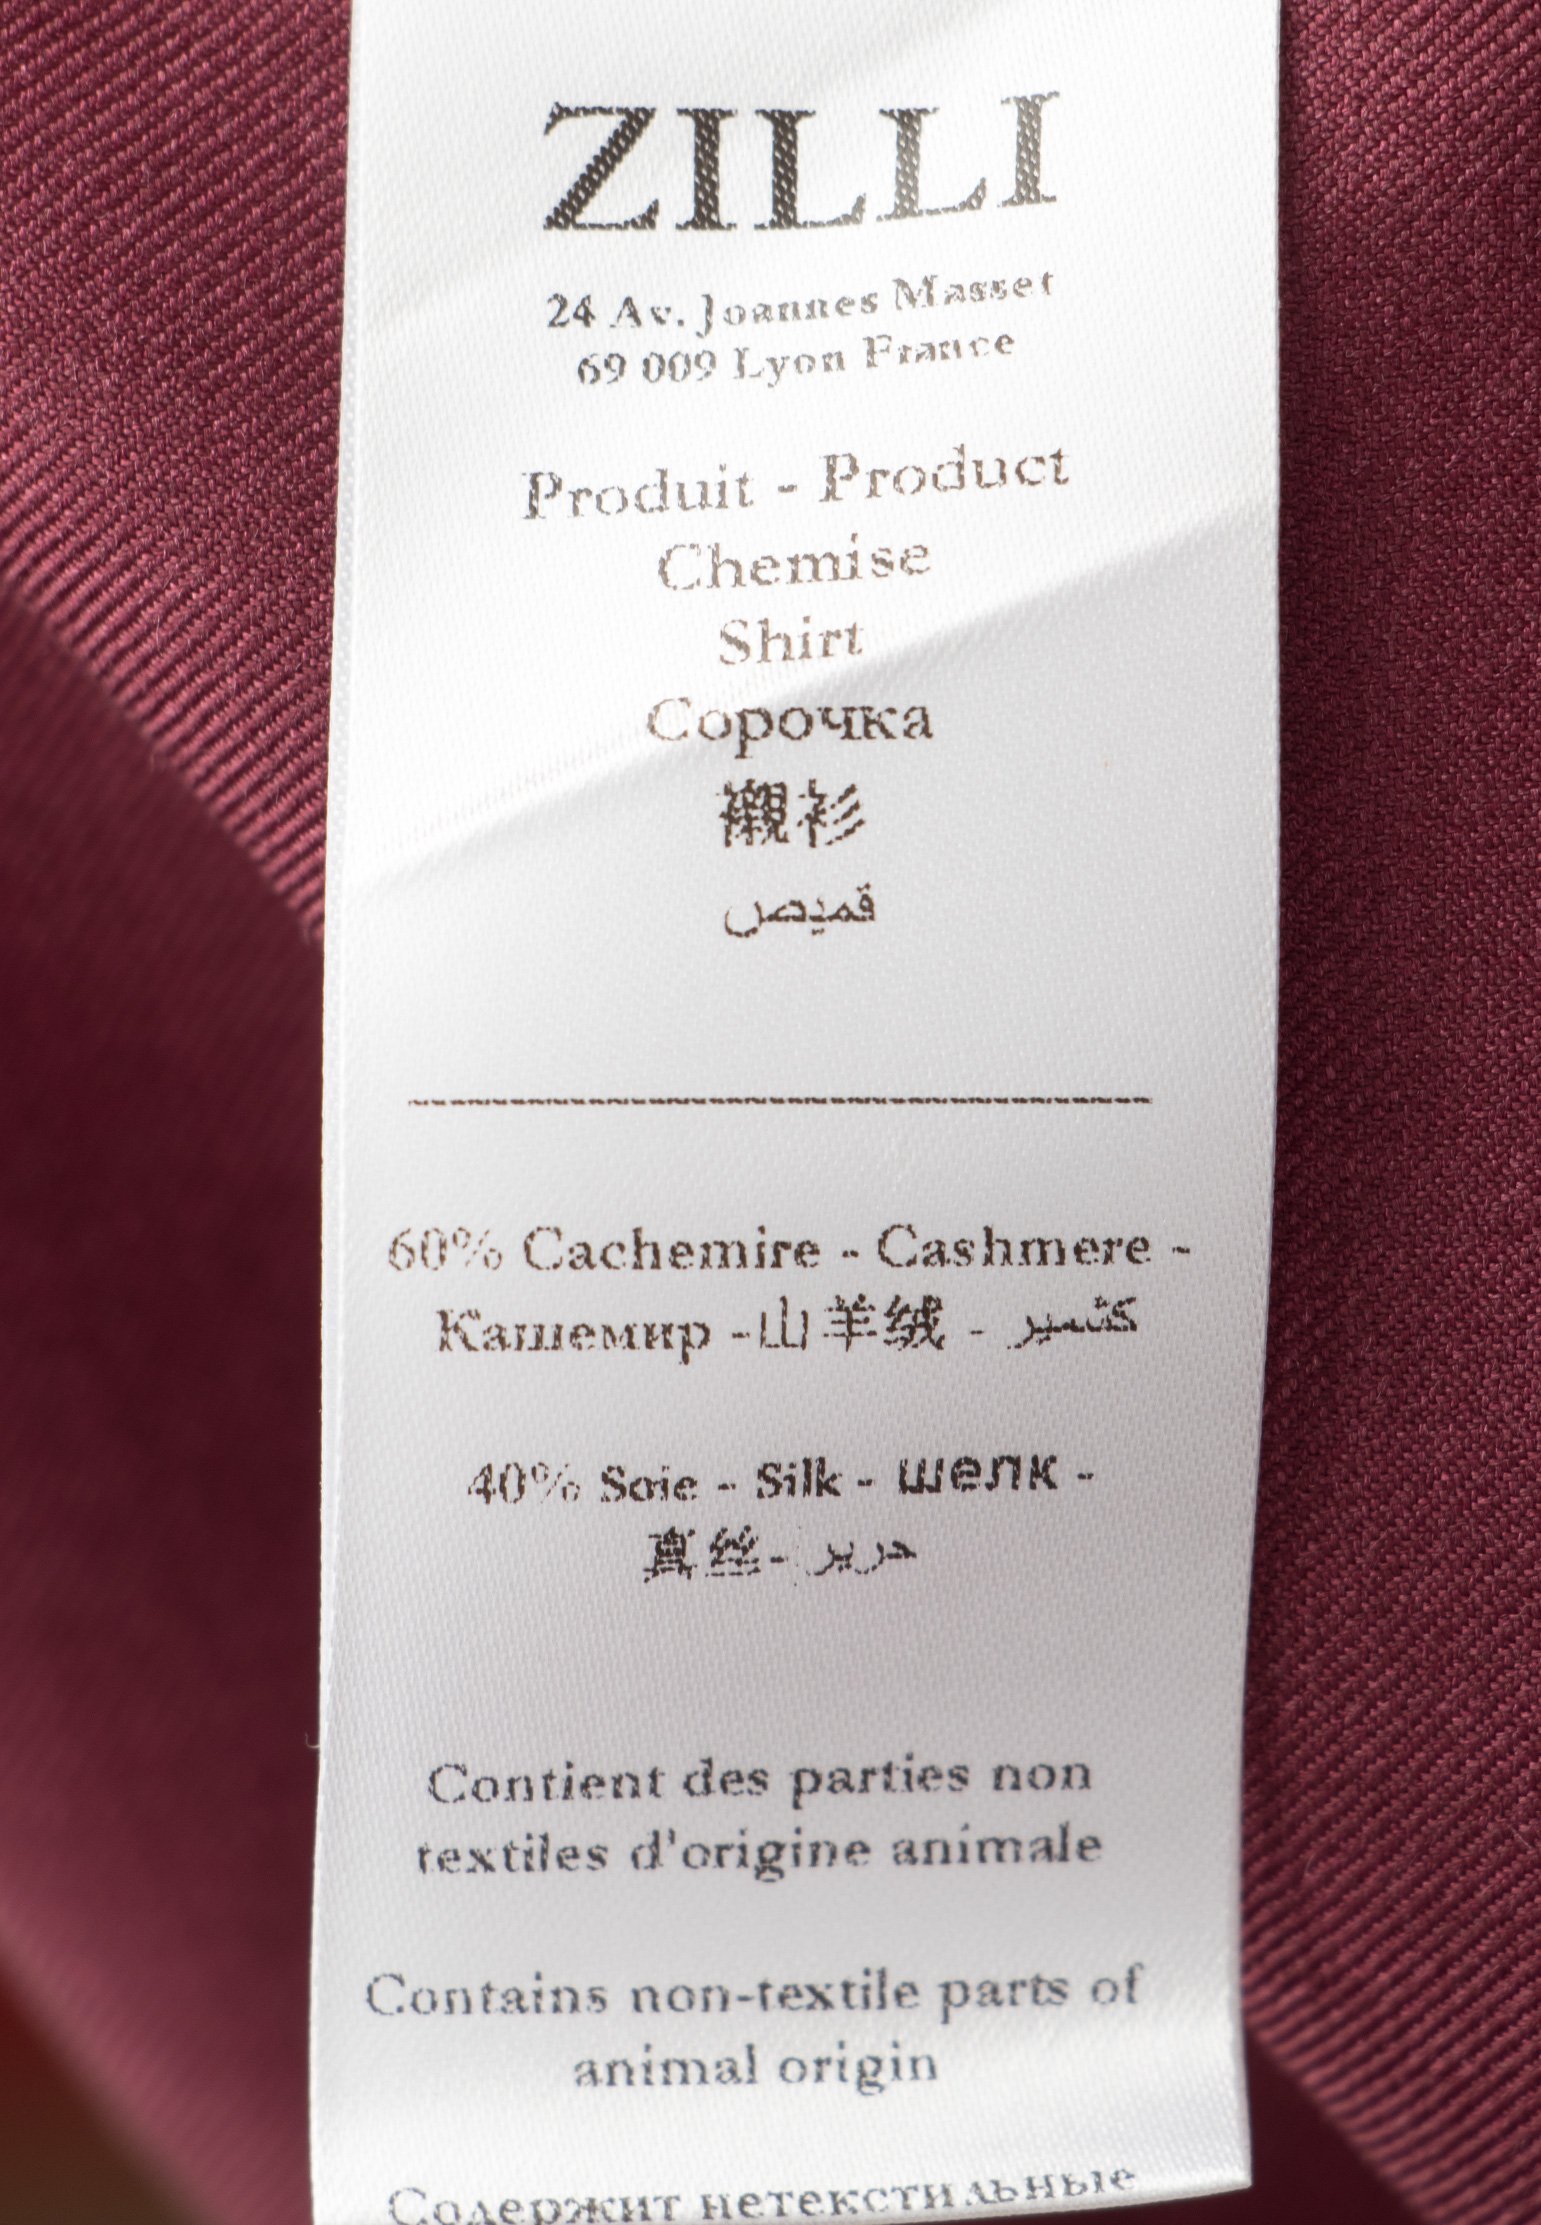 ZILLI
24 Av. Joannes Masset
69 009 Lyon France
Produit - Product
Chemise
Shirt
Сорочка
襯衫
قميص
60% Cachemire - Cashmere -
Кашемир -山羊绒 - كشمير
40% Soie - Silk - шелк -
真丝- حرير
Contient des parties non
textiles d'origine animale
Contains non-textile parts of
animal origin
Содержит нетекстильные